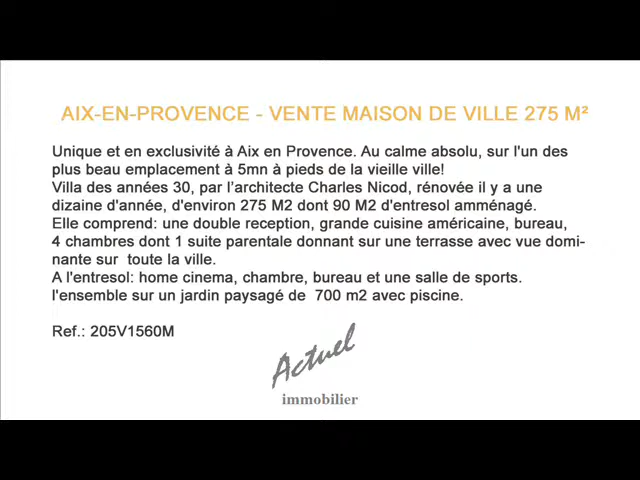 AIX-EN-PROVENCE - VENTE MAISON DE VILLE 275 M²
Unique et en exclusivité à Aix en Provence. Au calme absolu, sur l'un des
plus beau emplacement à 5mn à pieds de la vieille ville!
Villa des années 30, par l'architecte Charles Nicod, rénovée il y a une
dizaine d'année, d'environ 275 M2 dont 90 M2 d'entresol amménagé.
Elle comprend: une double reception, grande cuisine américaine, bureau,
4 chambres dont 1 suite parentale donnant sur une terrasse avec vue domi-
nante sur  toute la ville.
A l'entresol: home cinema, chambre, bureau et une salle de sports.
l'ensemble sur un jardin paysagé de  700 m2 avec piscine.
Ref.: 205V1560M
Actuel
immobilier